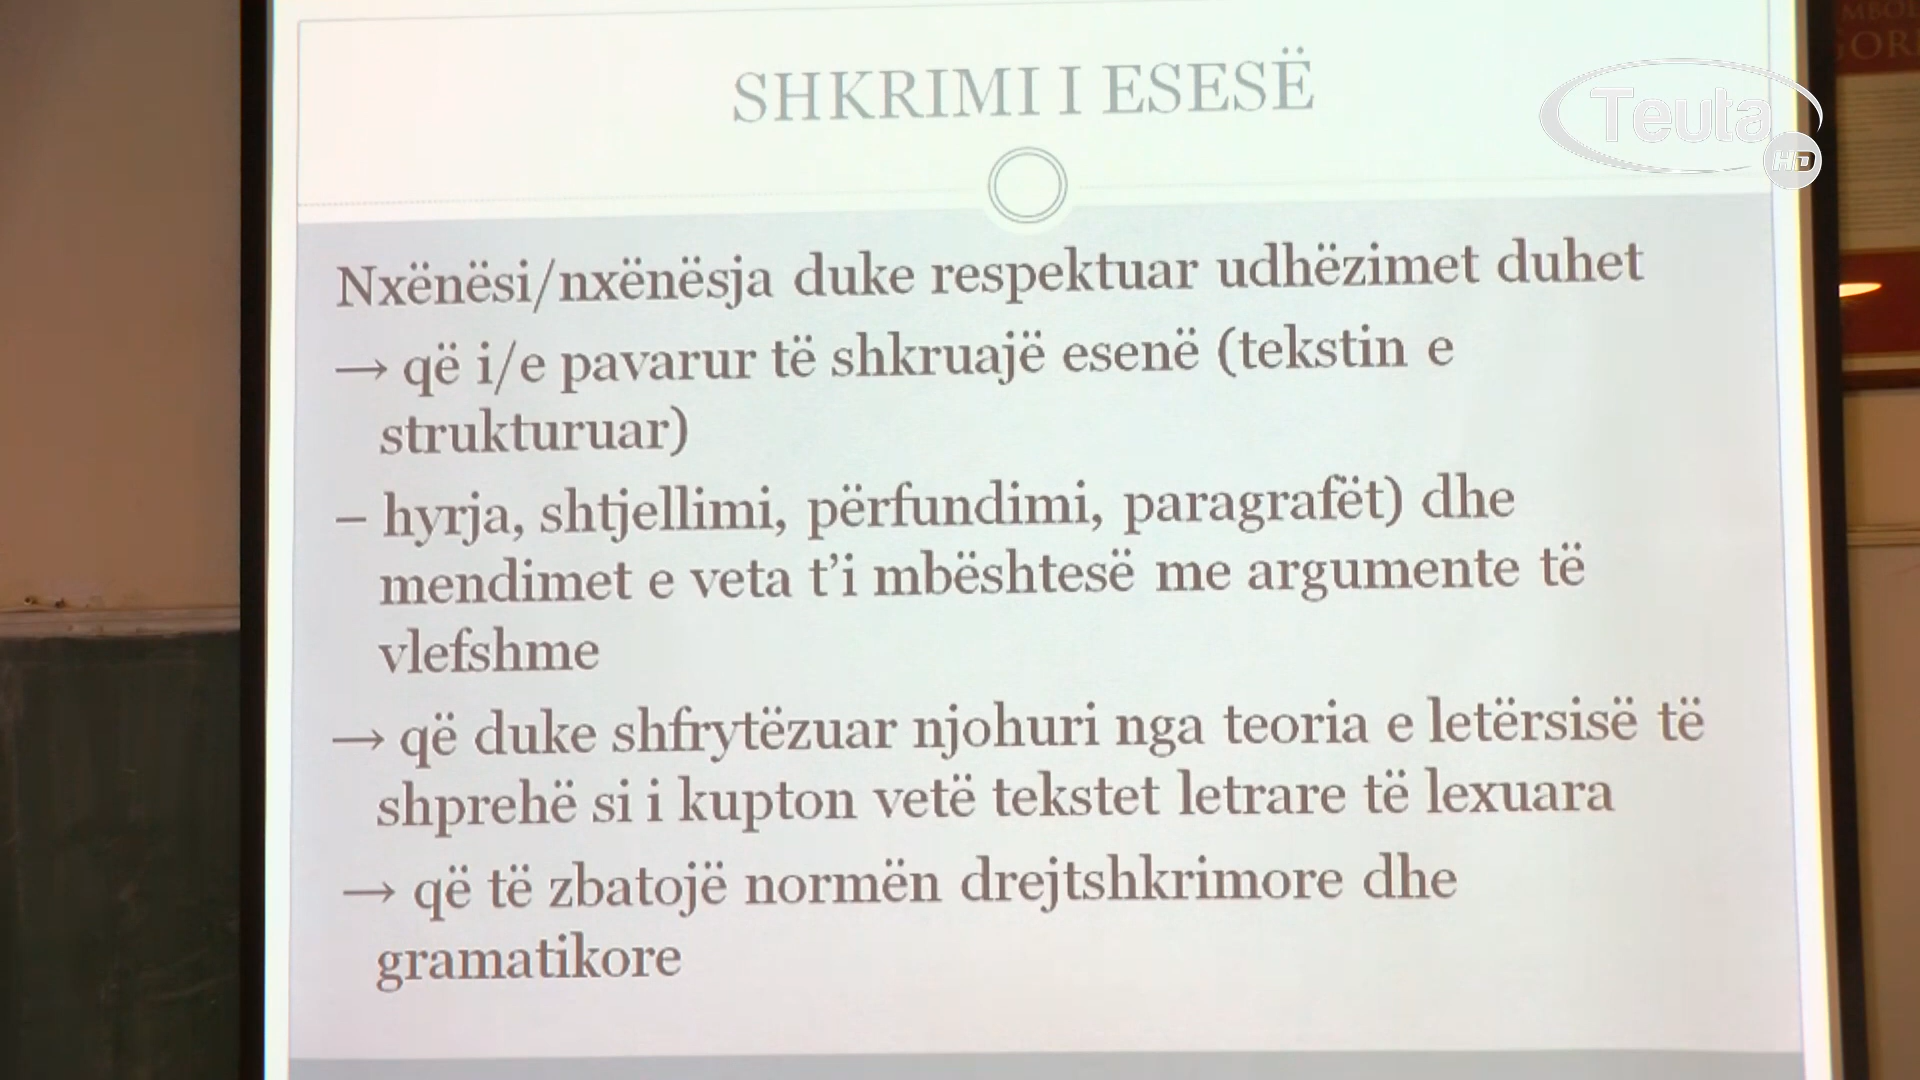 SHKRIMI I ESESË
Teuta
HD
Nxënësi/nxënësja duke respektuar udhëzimet duhet
→ që i/e pavarur të shkruajë esenë (tekstin e
strukturuar)
– hyrja, shtjellimi, përfundimi, paragrafët) dhe
mendimet e veta t’i mbështesë me argumente të
vlefshme
→ që duke shfrytëzuar njohuri nga teoria e letërsisë të
shprehë si i kupton vetë tekstet letrare të lexuara
→ që të zbatojë normën drejtshkrimore dhe
gramatikore